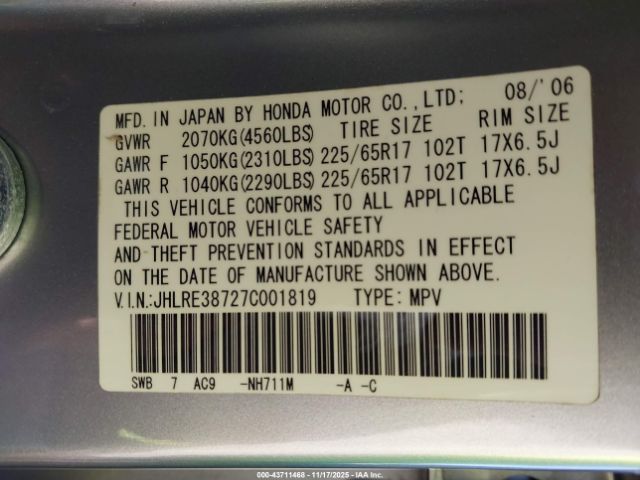 MFD. IN JAPAN BY HONDA MOTOR CO., LTD; 08/'06
GVWR 2070KG(4560LBS) TIRE SIZE RIM SIZE
GAWR F 1050KG(2310LBS) 225/65R17 102T 17X6.5J
GAWR R 1040KG(2290LBS) 225/65R17 102T 17X6.5J
THIS VEHICLE CONFORMS TO ALL APPLICABLE
FEDERAL MOTOR VEHICLE SAFETY
AND THEFT PREVENTION STANDARDS IN EFFECT
ON THE DATE OF MANUFACTURE SHOWN ABOVE.
V.I.N.:JHLRE38727C001819 TYPE: MPV
SWB 7 AC9 -NH711M -A -C
000-43711468 - 11/17/2025 - IAA Inc.